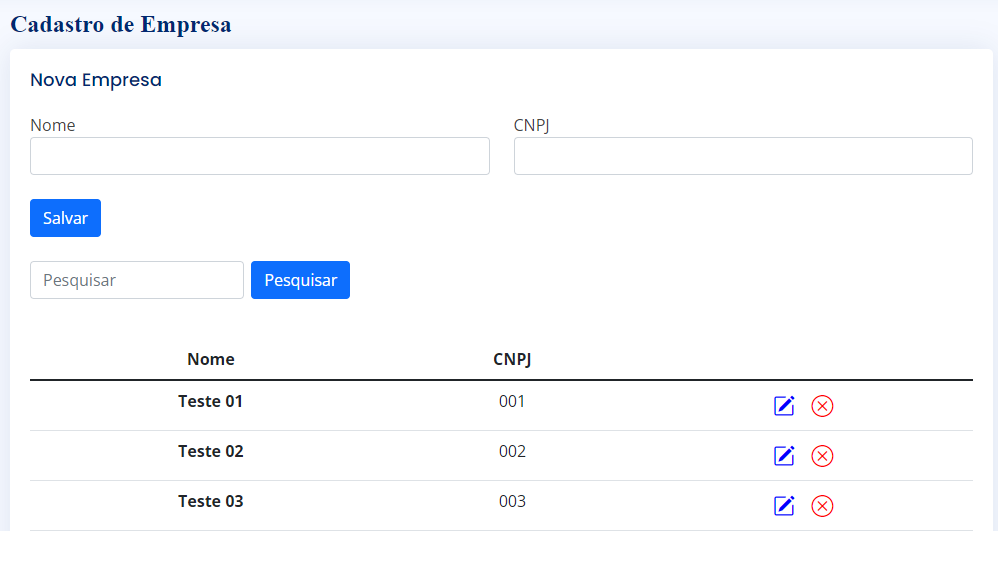 Cadastro de Empresa
Nova Empresa
Nome CNPJ
Salvar
Pesquisar Pesquisar
Nome CNPJ
Teste 01 001
Teste 02 002
Teste 03 003